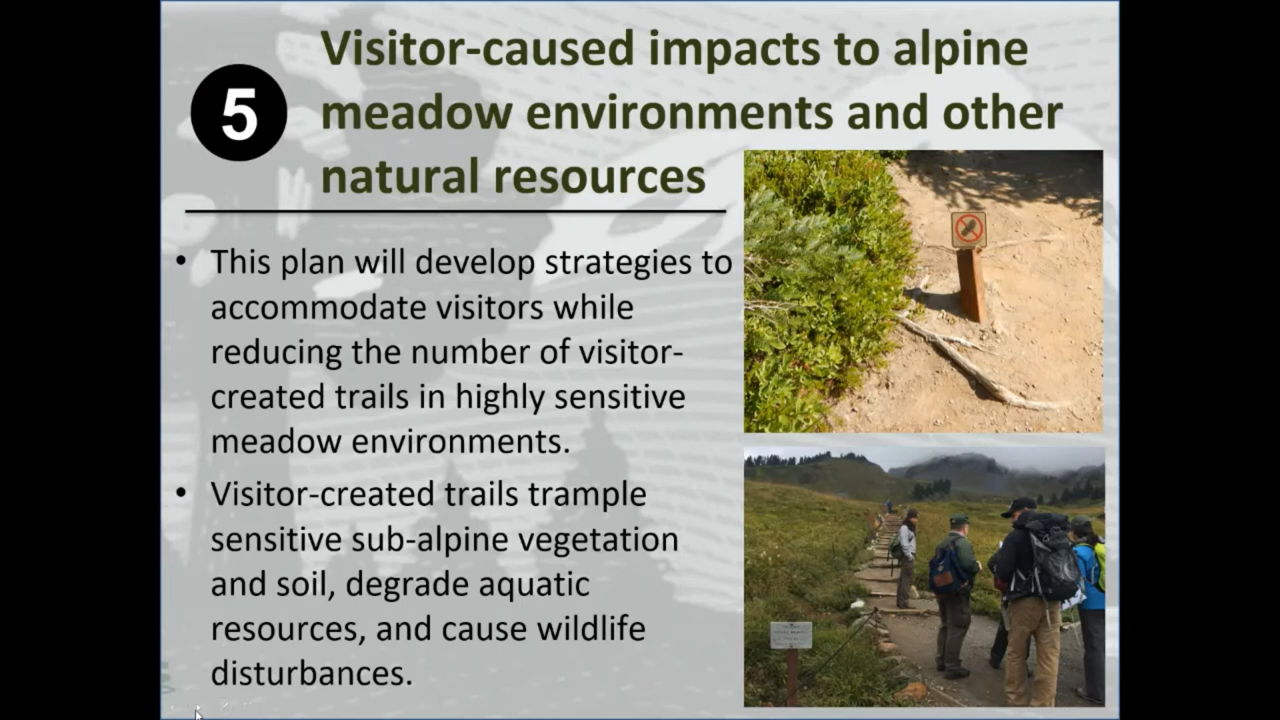 5
Visitor-caused impacts to alpine
meadow environments and other
natural resources
• This plan will develop strategies to
accommodate visitors while
reducing the number of visitor-
created trails in highly sensitive
meadow environments.
• Visitor-created trails trample
sensitive sub-alpine vegetation
and soil, degrade aquatic
resources, and cause wildlife
disturbances.